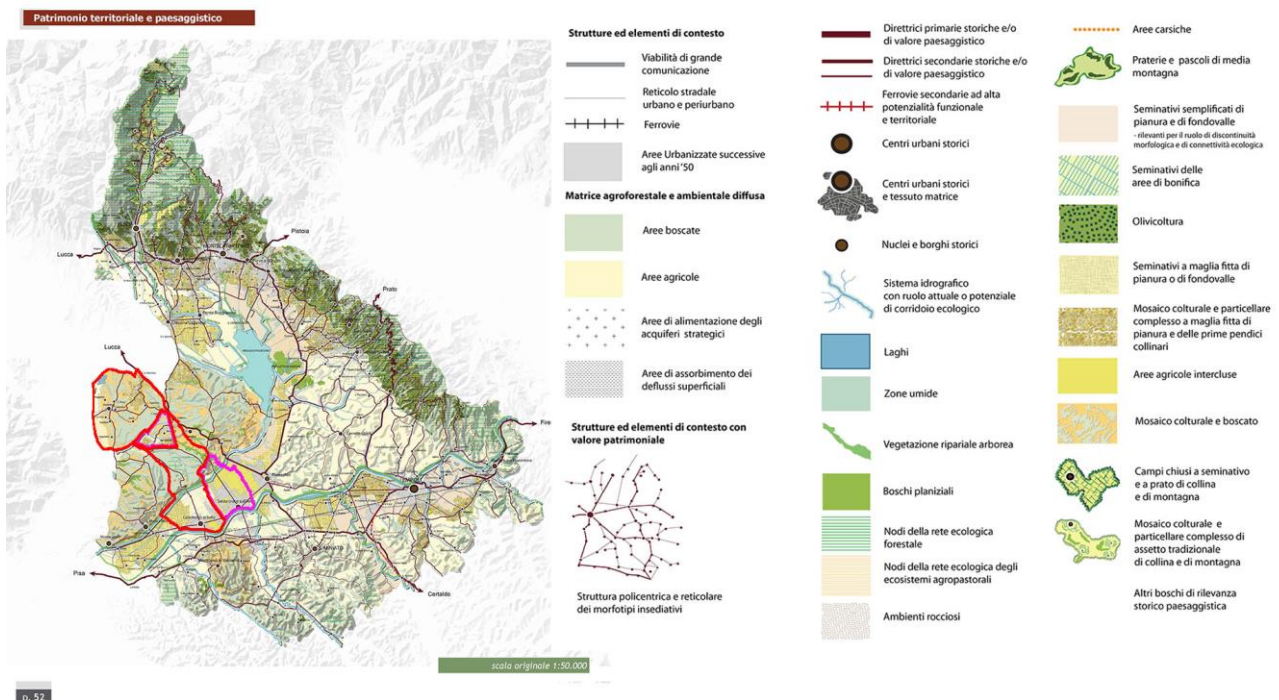 Patrimonio territoriale e paesaggistico
Lucca
Pistoia
Prato
Lucca
Fire
Pisa
Certaldo
scala originale 1:50.000
p. 52
Strutture ed elementi di contesto
Viabilità di grande
comunicazione
Reticolo stradale
urbano e periurbano
Ferrovie
Aree Urbanizzate successive
agli anni '50
Matrice agroforestale e ambientale diffusa
Aree boscate
Aree agricole
Aree di alimentazione degli
acquiferi strategici
Aree di assorbimento dei
deflussi superficiali
Strutture ed elementi di contesto con
valore patrimoniale
Struttura policentrica e reticolare
dei morfotipi insediativi
Direttrici primarie storiche e/o
di valore paesaggistico
Direttrici secondarie storiche e/o
di valore paesaggistico
Ferrovie secondarie ad alta
potenzialità funzionale
e territoriale
Centri urbani storici
Centri urbani storici
e tessuto matrice
Nuclei e borghi storici
Sistema idrografico
con ruolo attuale o potenziale
di corridoio ecologico
Laghi
Zone umide
Vegetazione ripariale arborea
Boschi planiziali
Nodi della rete ecologica
forestale
Nodi della rete ecologica degli
ecosistemi agropastorali
Ambienti rocciosi
Aree carsiche
Praterie e pascoli di media
montagna
Seminativi semplificati di
pianura e di fondovalle
- rilevanti per il ruolo di discontinuità
morfologica e di connettività ecologica
Seminativi delle
aree di bonifica
Olivicoltura
Seminativi a maglia fitta di
pianura o di fondovalle
Mosaico colturale e particellare
complesso a maglia fitta di
pianura e delle prime pendici
collinari
Aree agricole intercluse
Mosaico colturale e boscato
Campi chiusi a seminativo
e a prato di collina
e di montagna
Mosaico colturale e
particellare complesso di
assetto tradizionale
di collina e di montagna
Altri boschi di rilevanza
storico paesaggistica